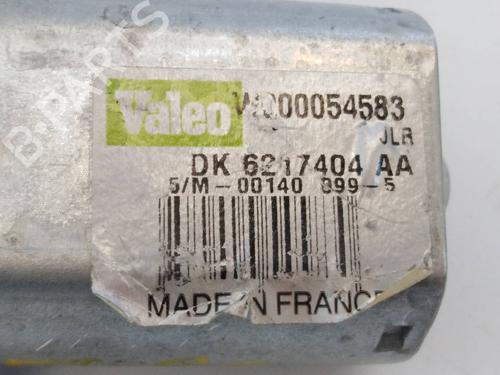 Valeo W000054583
JLR
DK 6217404 AA
5/M-00140 099-5
MADE IN FRANCE
B-PARTS